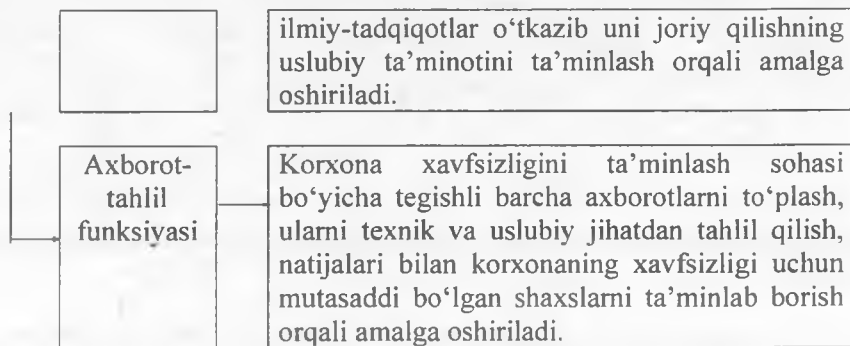 ilmiy-tadqiqotlar o‘tkazib uni joriy qilishning
uslubiy ta’minotini ta’minlash orqali amalga
oshiriladi.
Axborot-
tahlil
funksiyasi
Korxona xavfsizligini ta’minlash sohasi
bo‘yicha tegishli barcha axborotlarni to‘plash,
ularni texnik va uslubiy jihatdan tahlil qilish,
natijalari bilan korxonaning xavfsizligi uchun
mutasaddi bo‘lgan shaxslarni ta’minlab borish
orqali amalga oshiriladi.